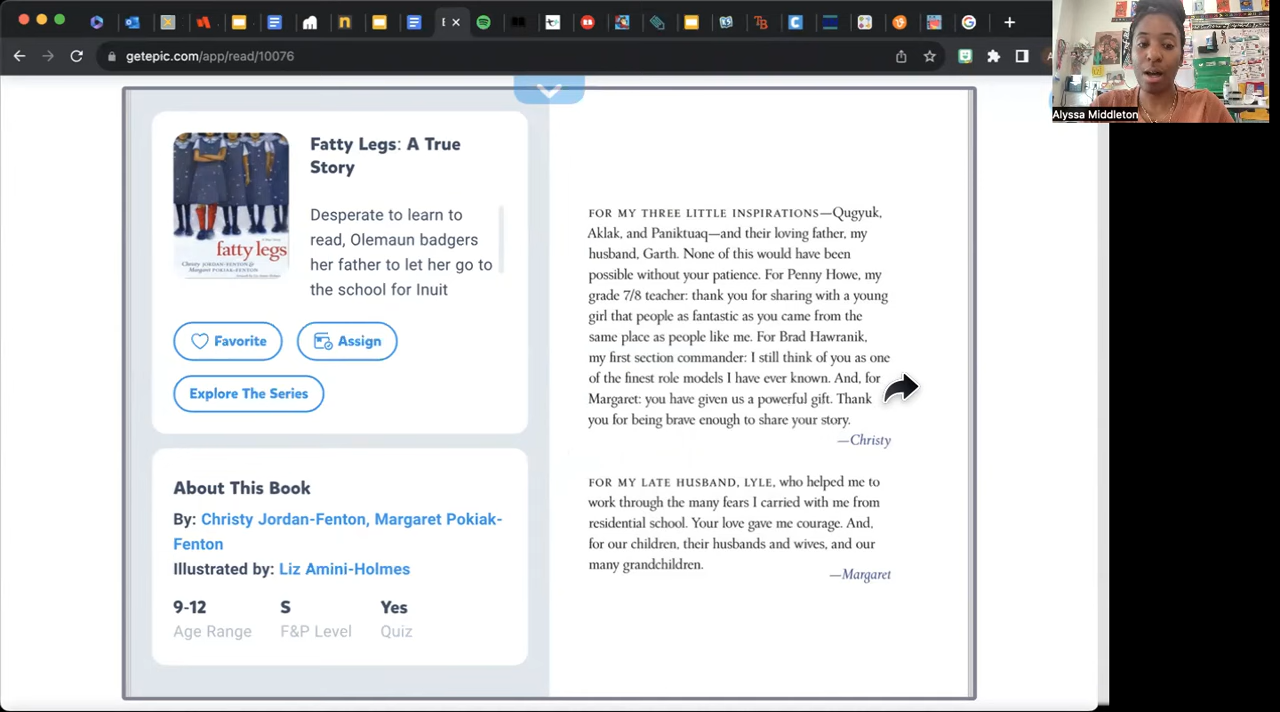 getepic.com/app/read/10076
Alyssa Middleton
fatty legs
Fatty Legs: A True
Story
Desperate to learn to
read, Olemaun badgers
her father to let her go to
the school for Inuit
Favorite
Assign
Explore The Series
About This Book
By: Christy Jordan-Fenton, Margaret Pokiak-
Fenton
Illustrated by: Liz Amini-Holmes
9-12 S Yes
Age Range F&P Level Quiz
FOR MY THREE LITTLE INSPIRATIONS—Qugyuk,
Aklak, and Paniktuaq—and their loving father, my
husband, Garth. None of this would have been
possible without your patience. For Penny Howe, my
grade 7/8 teacher: thank you for sharing with a young
girl that people as fantastic as you came from the
same place as people like me. For Brad Hawranik,
my first section commander: I still think of you as one
of the finest role models I have ever known. And, for
Margaret: you have given us a powerful gift. Thank
you for being brave enough to share your story.
—Christy
FOR MY LATE HUSBAND, LYLE, who helped me to
work through the many fears I carried with me from
residential school. Your love gave me courage. And,
for our children, their husbands and wives, and our
many grandchildren.
—Margaret